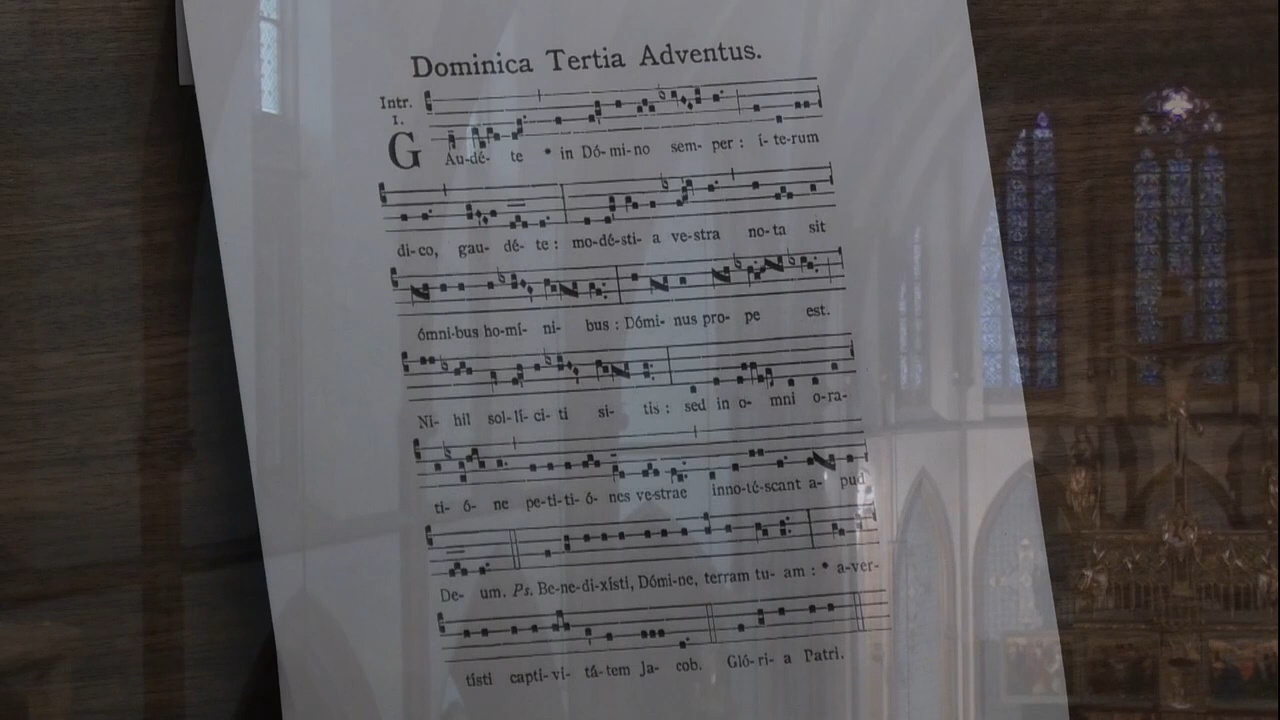 Dominica Tertia Adventus.
Intr.
1.
GAu-dé- te * in Dó-mi-no sem- per : í- te-rum
di-co, gau- dé- te : mo-dé-sti- a ve-stra no-ta sit
ómni-bus ho-mí- ni- bus : Dómi- nus pro- pe est.
Ni- hil sol-lí- ci- ti si- tis : sed in o- mni o-ra-
ti- ó- ne pe-ti-ti- ó- nes ve-strae inno-té-scant a- pud
De- um. Ps. Be-ne-di-xísti, Dómi-ne, terram tu- am : * a-ver-
tísti capti-vi- tá-tem Ja- cob. Gló-ri- a Patri.